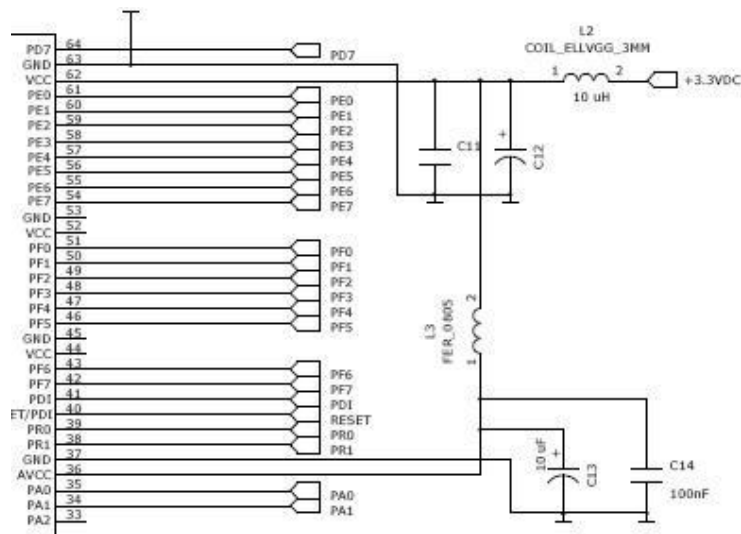 L2
COIL_ELLVGG_3MM
1 2
+3.3VDC
10 uH
PD7 64
PD7
GND 63
VCC 62
PE0 61
PE0
PE1 60
PE1
PE2 59
PE2
PE3 58
PE3
PE4 57
PE4
PE5 56
PE5
PE6 55
PE6
PE7 54
PE7
GND 53
VCC 52
C11
+
C12
PF0 51
PF0
PF1 50
PF1
PF2 49
PF2
PF3 48
PF3
PF4 47
PF4
PF5 46
PF5
GND 45
VCC 44
L3
FER_0805
2
1
PF6 43
PF6
PF7 42
PF7
PDI 41
PDI
ET/PDI 40
RESET
PR0 39
PR0
PR1 38
PR1
GND 37
AVCC 36
PA0 35
PA0
PA1 34
PA1
PA2 33
10 uF
+
C13
C14
100nF